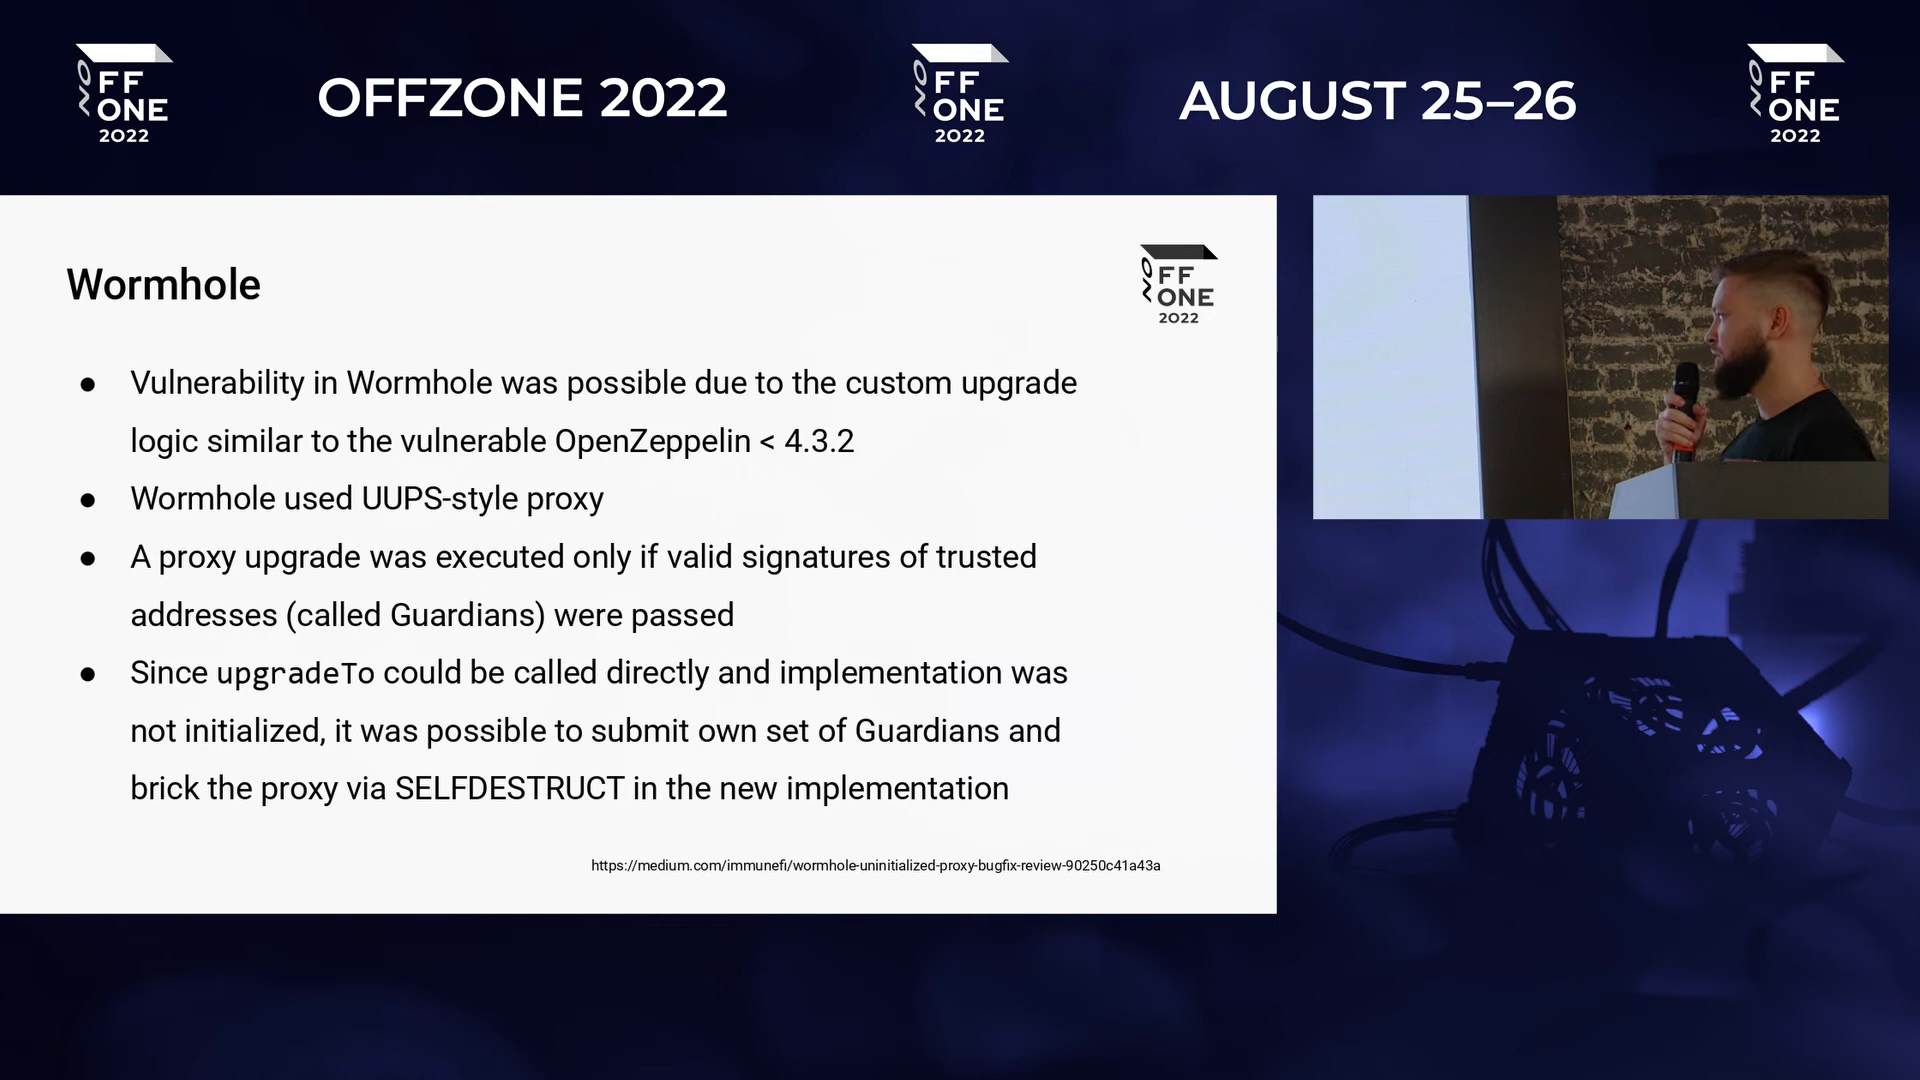 OFFZONE 2022
AUGUST 25–26
OFF
ZONE
2022
OFF
ZONE
2022
OFF
ZONE
2022
Wormhole
OFF
ZONE
2022
● Vulnerability in Wormhole was possible due to the custom upgrade
logic similar to the vulnerable OpenZeppelin < 4.3.2
● Wormhole used UUPS-style proxy
● A proxy upgrade was executed only if valid signatures of trusted
addresses (called Guardians) were passed
● Since upgradeTo could be called directly and implementation was
not initialized, it was possible to submit own set of Guardians and
brick the proxy via SELFDESTRUCT in the new implementation
https://medium.com/immunefi/wormhole-uninitialized-proxy-bugfix-review-90250c41a43a